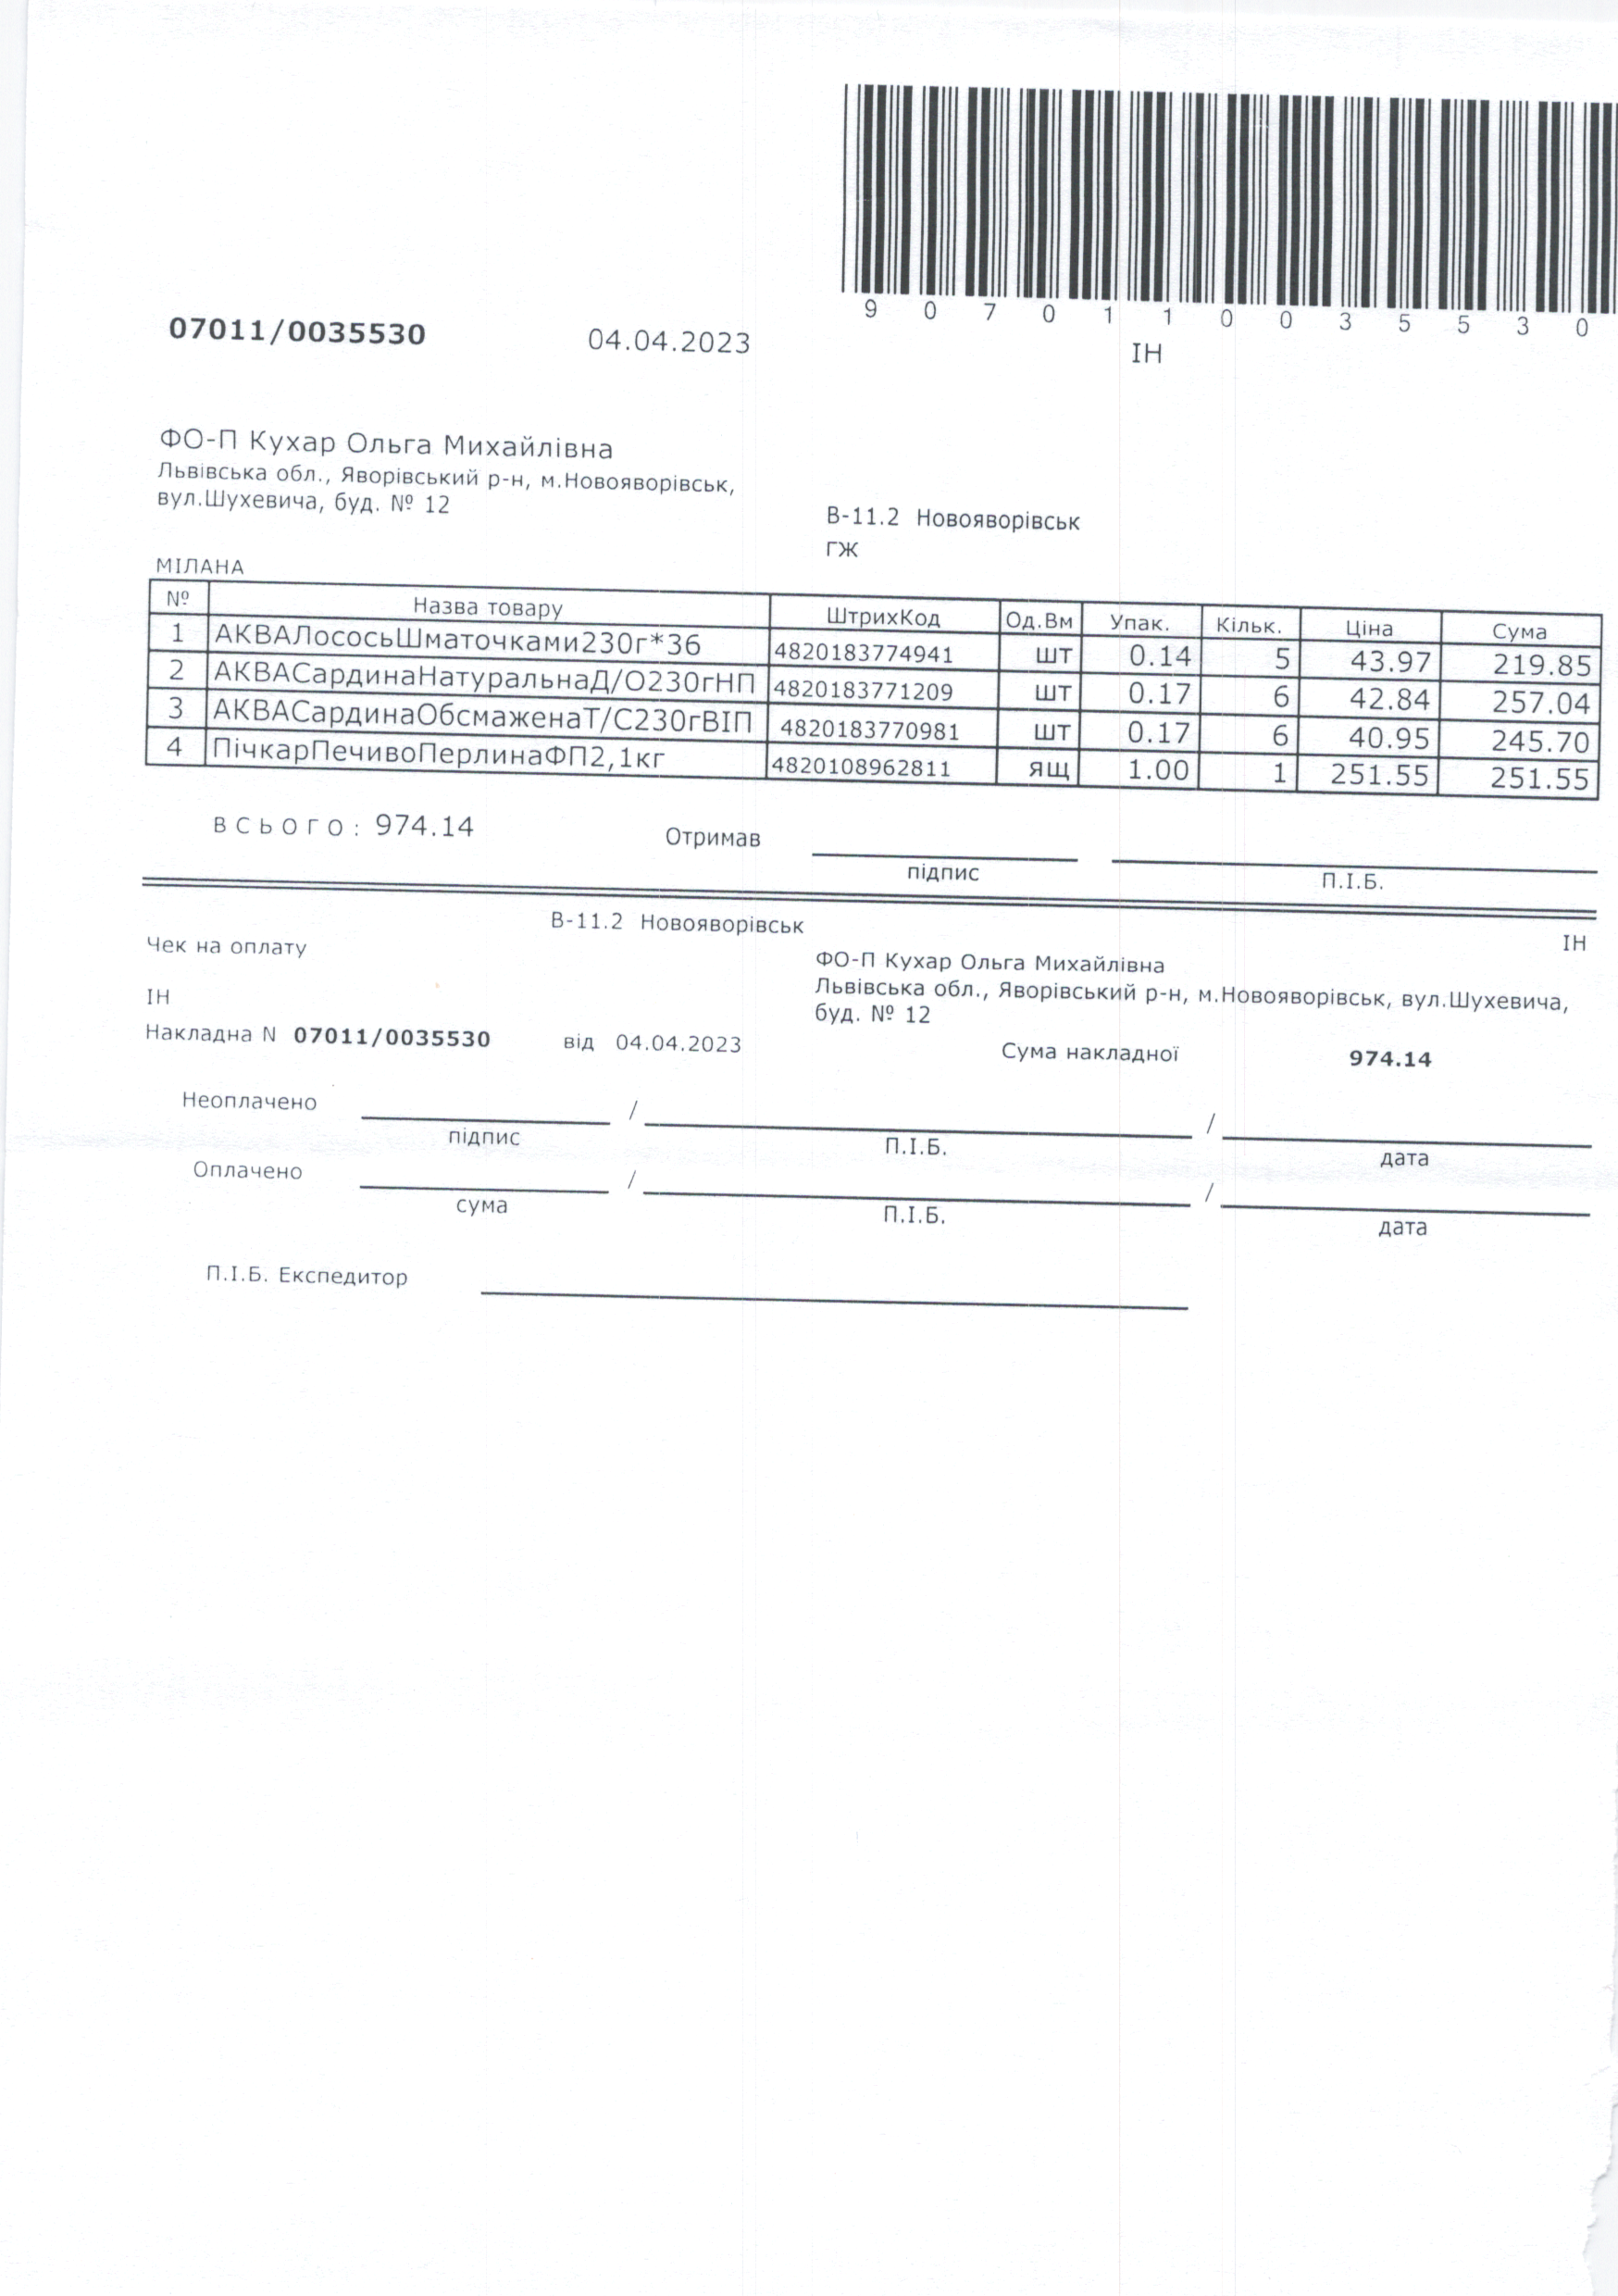 9 0 7 0 1 1 0 0 3 5 5 3 0
07011/0035530 04.04.2023
ІН
ФО-П Кухар Ольга Михайлівна
Львівська обл., Яворівський р-н, м.Новояворівськ,
вул.Шухевича, буд. № 12
В-11.2 Новояворівськ
ГЖ
МІЛАНА
№ Назва товару ШтрихКод Од.Вм Упак. Кільк. Ціна Сума
1 АКВАЛососьШматочками230г*36 4820183774941 шт 0.14 5 43.97 219.85
2 АКВАСардинаНатуральнаД/О230гНП 4820183771209 шт 0.17 6 42.84 257.04
3 АКВАСардинаОбсмаженаТ/С230гВІП 4820183770981 шт 0.17 6 40.95 245.70
4 ПічкарПечивоПерлинаФП2,1кг 4820108962811 ящ 1.00 1 251.55 251.55
В С Ь О Г О : 974.14 Отримав
підпис П.І.Б.
В-11.2 Новояворівськ
Чек на оплату ІН
ФО-П Кухар Ольга Михайлівна
Львівська обл., Яворівський р-н, м.Новояворівськ, вул.Шухевича,
буд. № 12
ІН
Накладна N 07011/0035530 від 04.04.2023 Сума накладної 974.14
Неоплачено / /
підпис П.І.Б. дата
Оплачено / /
сума П.І.Б. дата
П.І.Б. Експедитор